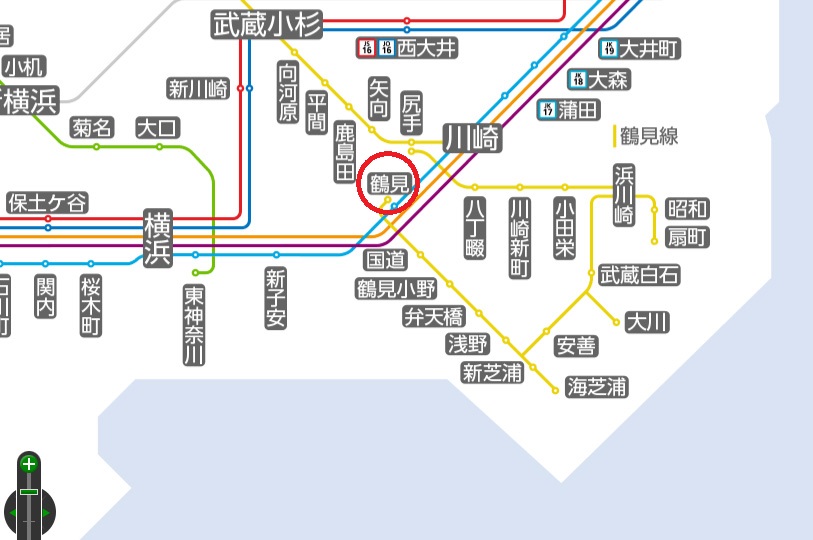 武蔵小杉
JS
16
JO
16
西大井
JK
19
大井町
小机
新川崎
向河原
平間
矢向
尻手
JK
18
大森
JK
17
蒲田
新横浜
菊名
大口
鹿島田
川崎
鶴見線
鶴見
浜川崎
保土ケ谷
横浜
八丁畷
川崎新町
小田栄
昭和
扇町
国道
武蔵白石
関内
桜木町
東神奈川
新子安
鶴見小野
弁天橋
大川
浅野
安善
新芝浦
海芝浦